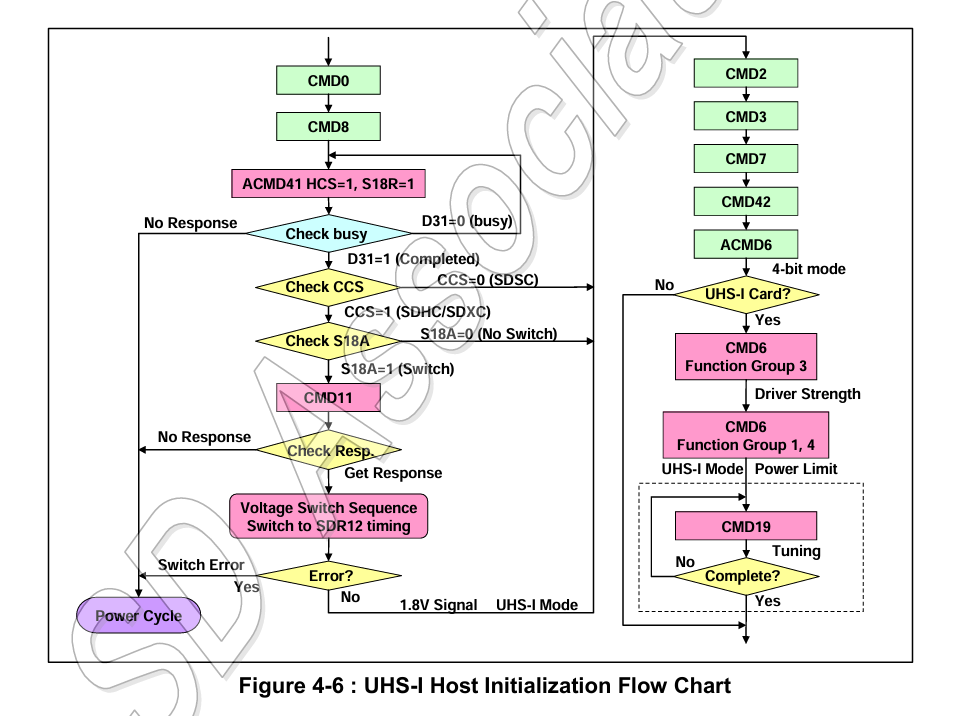 CMD0
CMD8
ACMD41 HCS=1, S18R=1
No Response
Check busy
D31=0 (busy)
D31=1 (Completed)
Check CCS
CCS=0 (SDSC)
CCS=1 (SDHC/SDXC)
Check S18A
S18A=0 (No Switch)
S18A=1 (Switch)
CMD11
No Response
Check Resp.
Get Response
Voltage Switch Sequence
Switch to SDR12 timing
Switch Error
Error?
Yes
No
Power Cycle
1.8V Signal UHS-I Mode
CMD2
CMD3
CMD7
CMD42
ACMD6
4-bit mode
No
UHS-I Card?
Yes
CMD6
Function Group 3
Driver Strength
CMD6
Function Group 1, 4
UHS-I Mode Power Limit
CMD19
Tuning
No
Complete?
Yes
Figure 4-6 : UHS-I Host Initialization Flow Chart
SD Associa